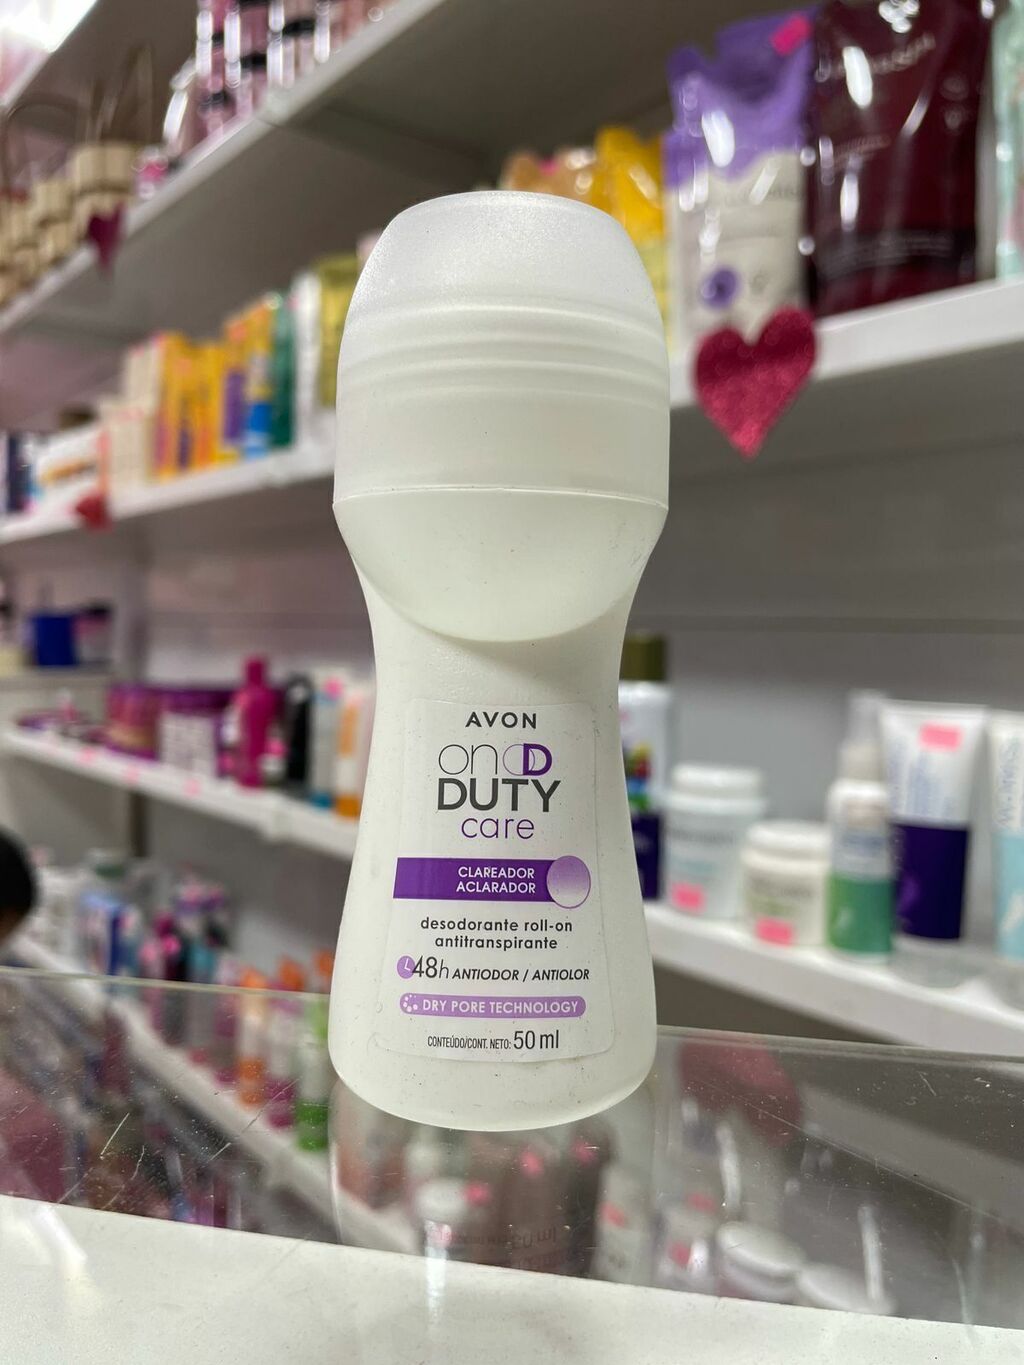 AVON
on D
DUTY
care
CLAREADOR
ACLARADOR
desodorante roll-on
antitranspirante
48h ANTIODOR / ANTIOLOR
DRY PORE TECHNOLOGY
CONTEÚDO/CONT. NETO: 50 ml